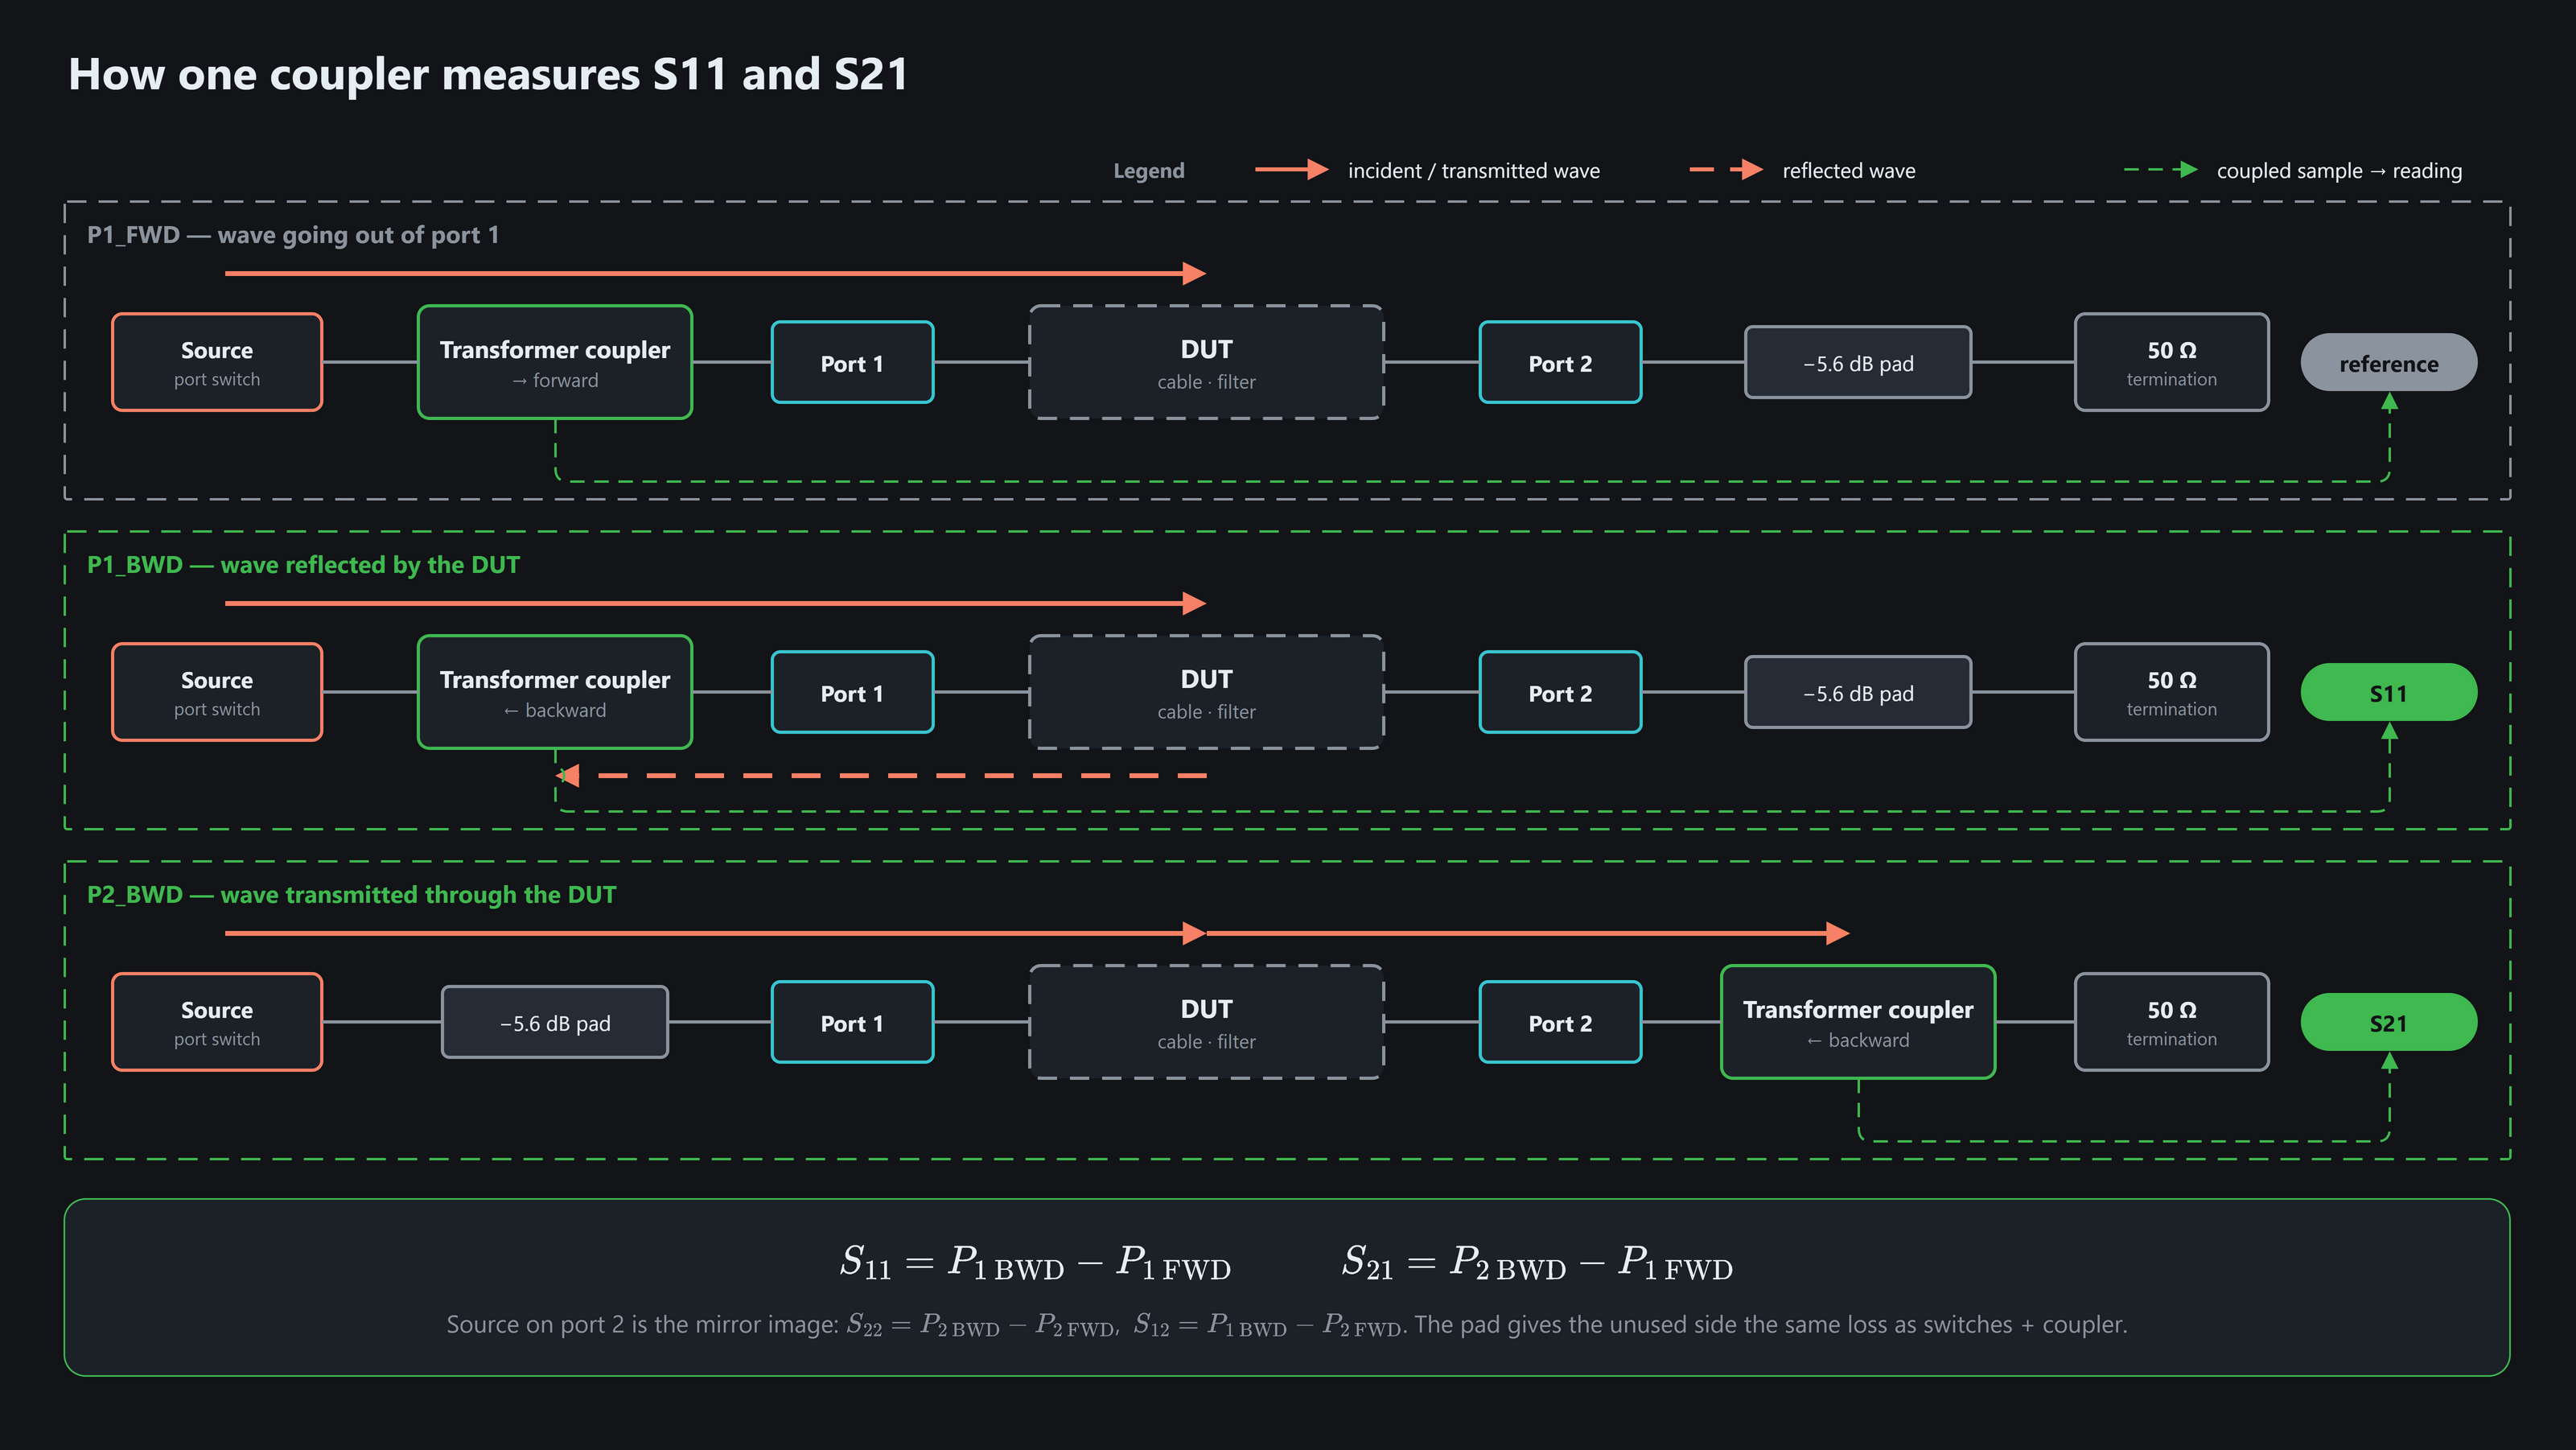 How one coupler measures S11 and S21
Legend
incident / transmitted wave
reflected wave
coupled sample → reading
P1_FWD — wave going out of port 1
Source
port switch
Transformer coupler
→ forward
Port 1
DUT
cable · filter
Port 2
−5.6 dB pad
50 Ω
termination
reference
P1_BWD — wave reflected by the DUT
Source
port switch
Transformer coupler
← backward
Port 1
DUT
cable · filter
Port 2
−5.6 dB pad
50 Ω
termination
S11
P2_BWD — wave transmitted through the DUT
Source
port switch
−5.6 dB pad
Port 1
DUT
cable · filter
Port 2
Transformer coupler
← backward
50 Ω
termination
S21
S11 = P1 BWD − P1 FWD
S21 = P2 BWD − P1 FWD
Source on port 2 is the mirror image: S22 = P2 BWD − P2 FWD, S12 = P1 BWD − P2 FWD. The pad gives the unused side the same loss as switches + coupler.